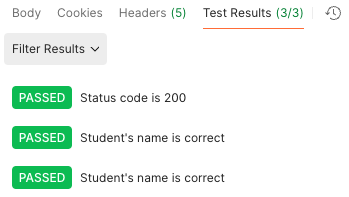 Body Cookies Headers (5) Test Results (3/3)
Filter Results
PASSED Status code is 200
PASSED Student's name is correct
PASSED Student's name is correct